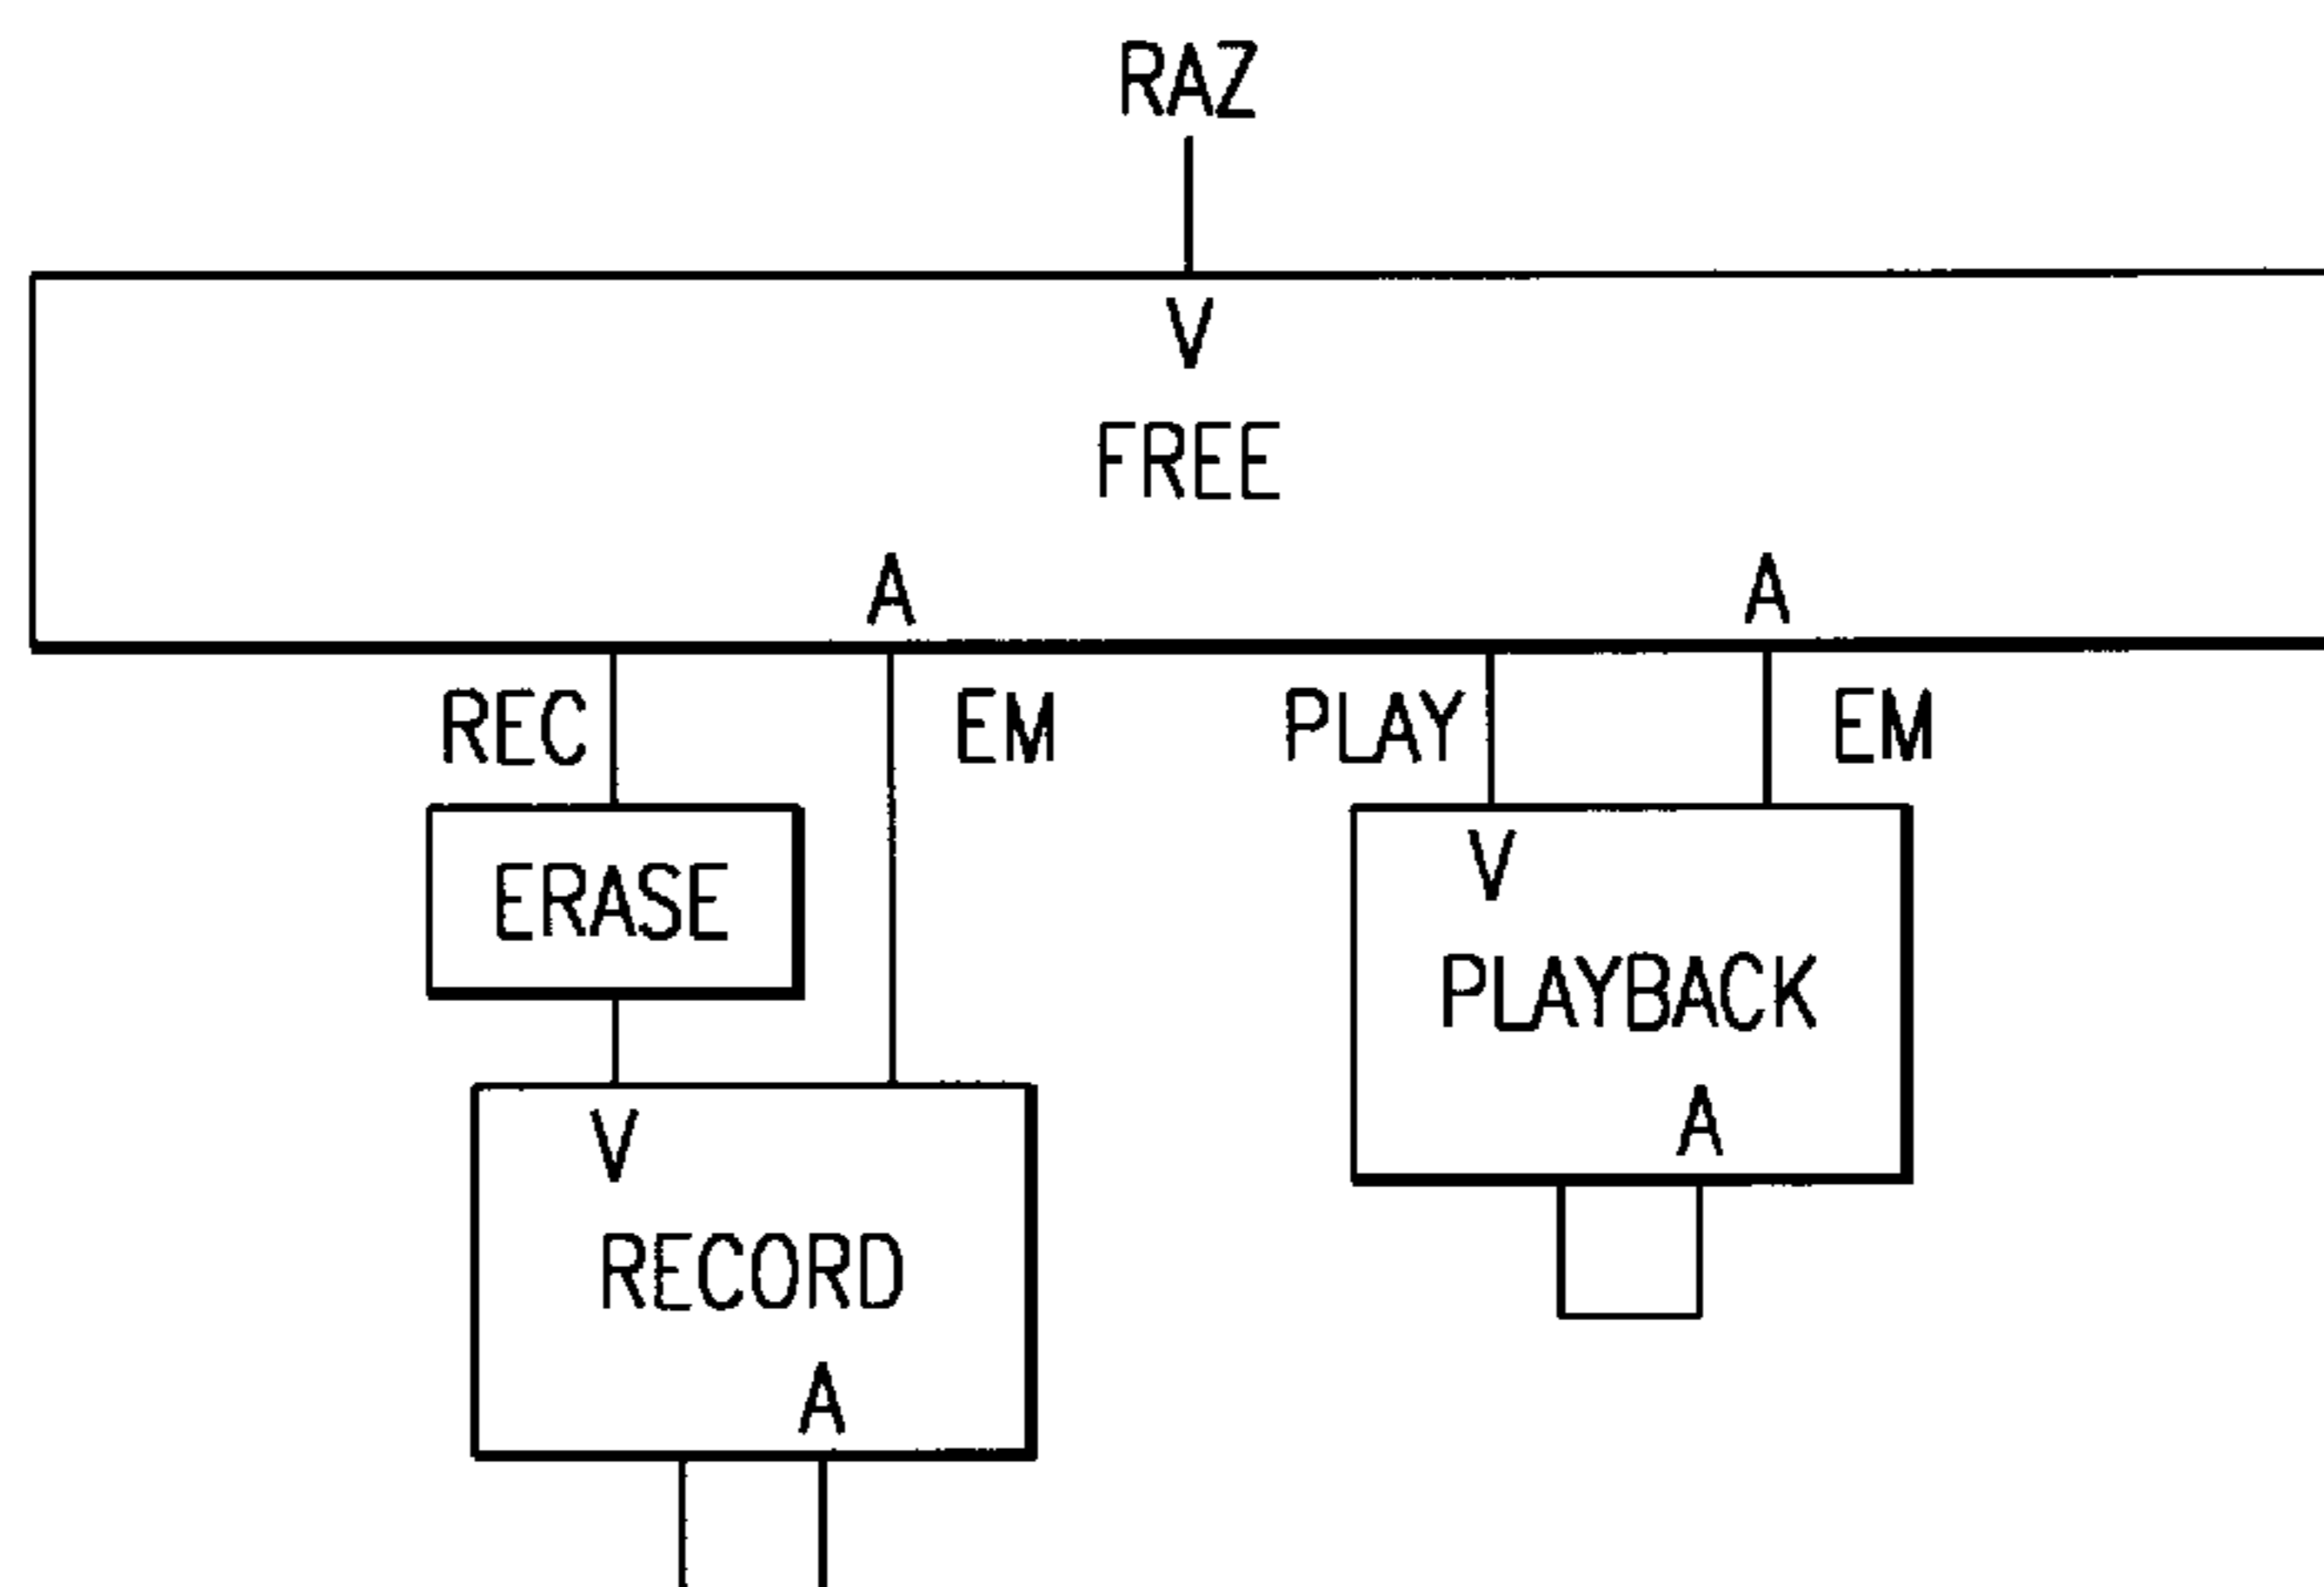 RAZ
V
FREE
A A
REC EM PLAY EM
ERASE
V
PLAYBACK
A
V
RECORD
A